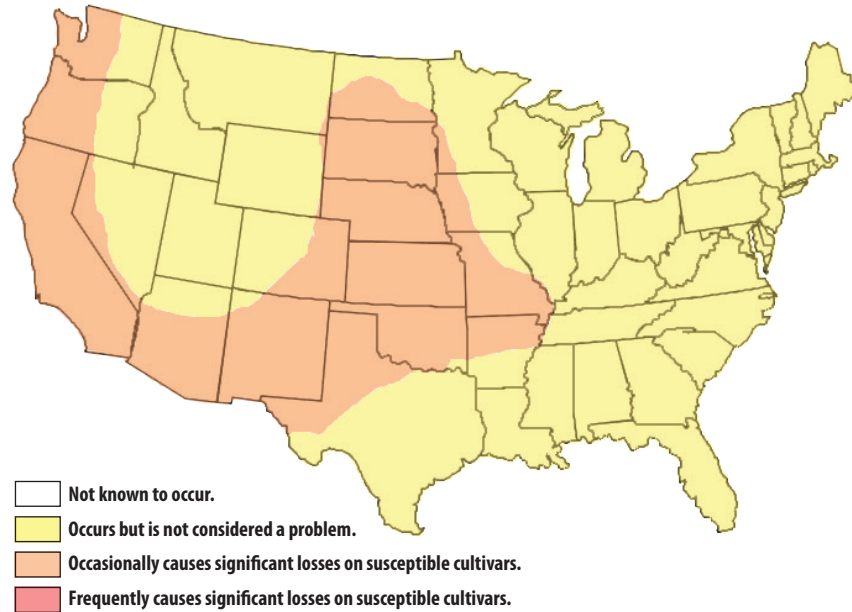 Not known to occur.
Occurs but is not considered a problem.
Occasionally causes significant losses on susceptible cultivars.
Frequently causes significant losses on susceptible cultivars.